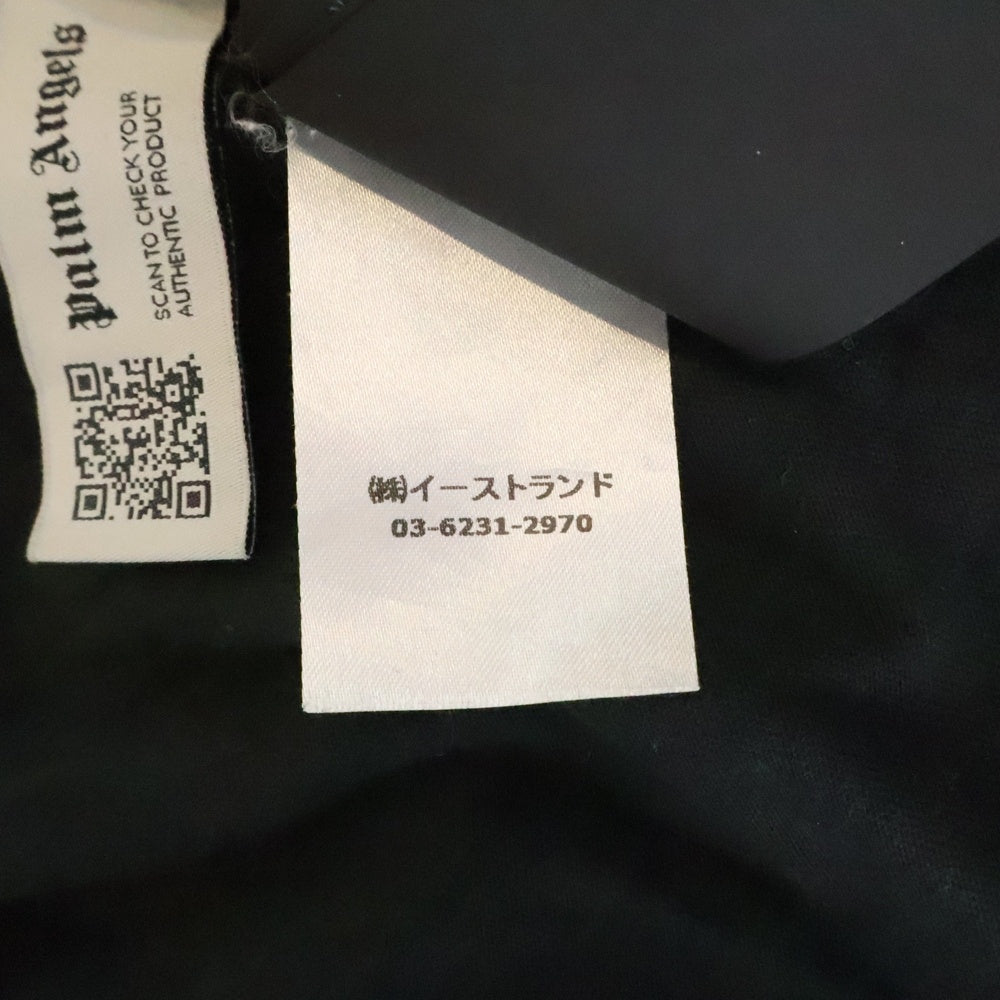 Palm Angels
SCAN TO CHECK YOUR
AUTHENTIC PRODUCT
㈱イーストランド
03-6231-2970